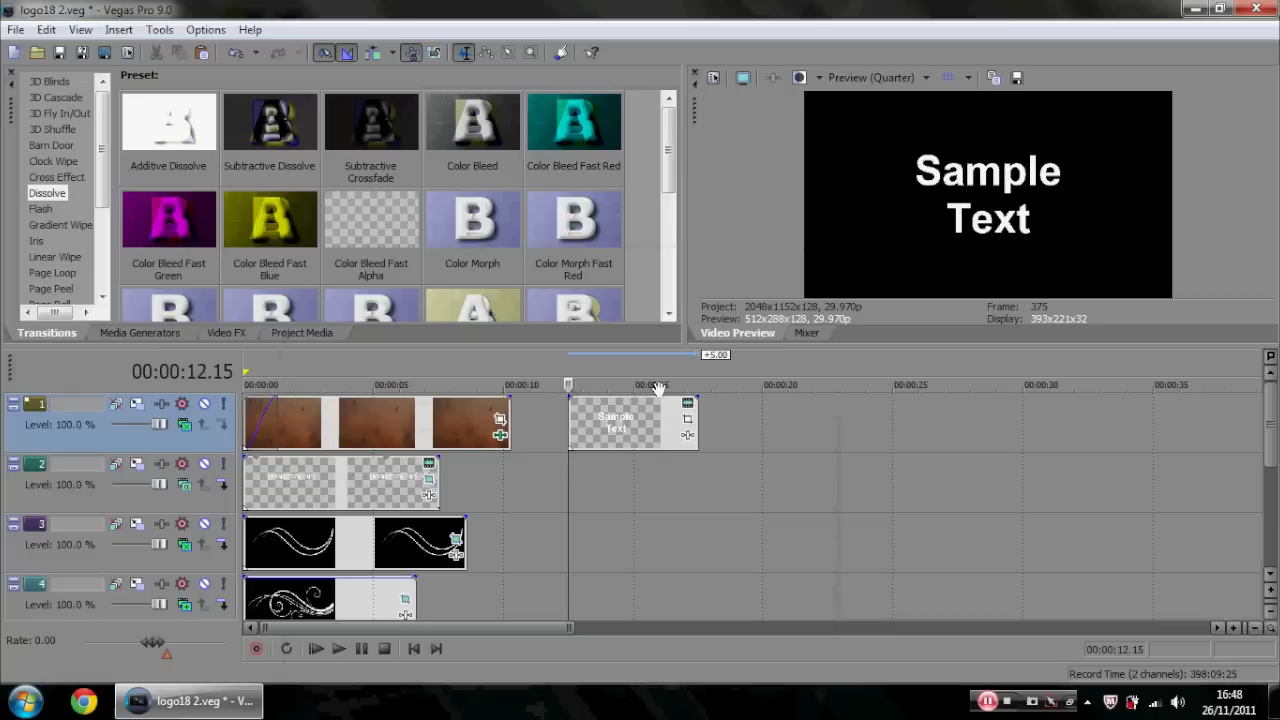 logo18 2.veg * - Vegas Pro 9.0
File Edit View Insert Tools Options Help
Preset:
3D Blinds
3D Cascade
3D Fly In/Out
3D Shuffle
Barn Door
Clock Wipe
Cross Effect
Dissolve
Flash
Gradient Wipe
Iris
Linear Wipe
Page Loop
Page Peel
Additive Dissolve
Subtractive Dissolve
Subtractive Crossfade
Color Bleed
Color Bleed Fast Red
Color Bleed Fast Green
Color Bleed Fast Blue
Color Bleed Fast Alpha
Color Morph
Color Morph Fast Red
Transitions Media Generators Video FX Project Media
Preview (Quarter)
Sample
Text
Project: 2048x1152x128, 29.970p Frame: 375
Preview: 512x288x128, 29.970p Display: 393x221x32
Video Preview Mixer
00:00:12.15
+5.00
00:00:00 00:00:05 00:00:10 00:00:20 00:00:25 00:00:30 00:00:35
1
Level: 100.0 %
Sample
Text
2
Level: 100.0 %
3
Level: 100.0 %
4
Level: 100.0 %
Rate: 0.00
00:00:12.15
Record Time (2 channels): 398:09:25
logo18 2.veg * - V...
16:48
26/11/2011